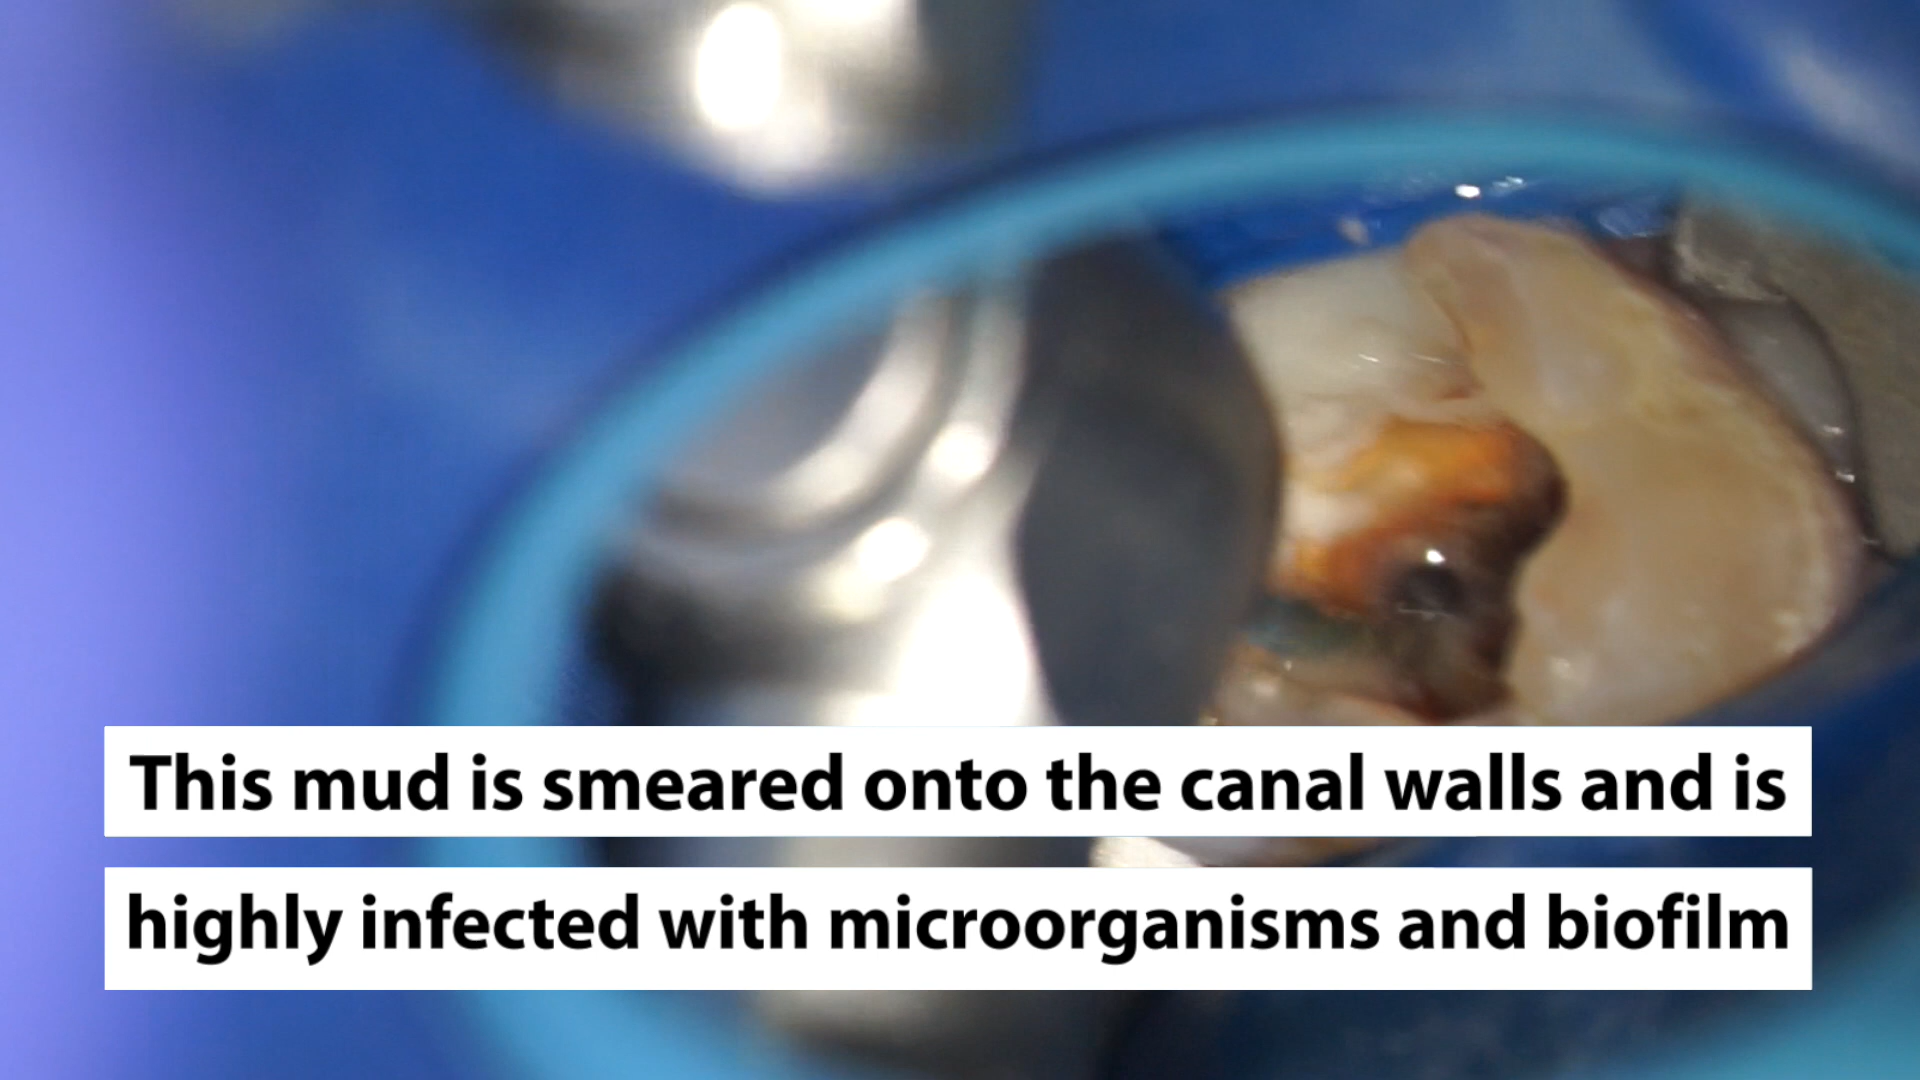 This mud is smeared onto the canal walls and is
highly infected with microorganisms and biofilm